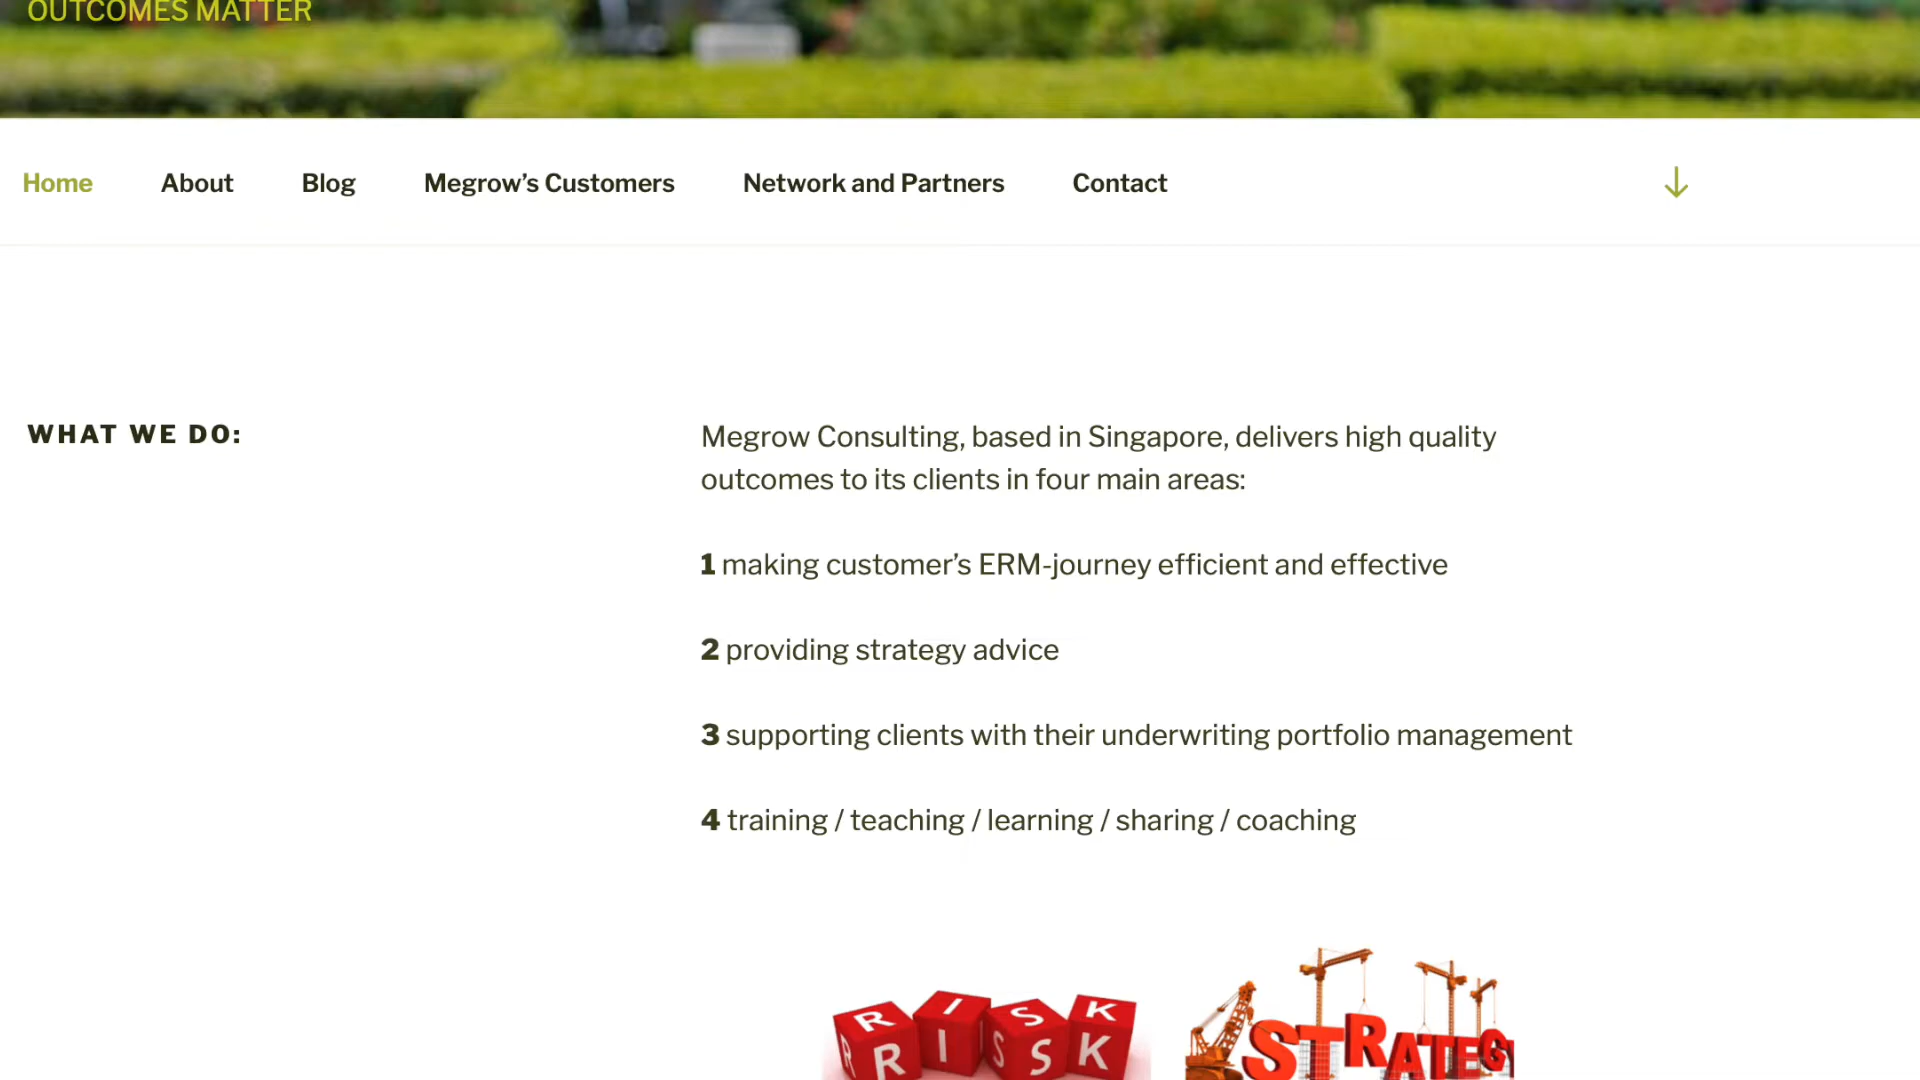 OUTCOMES MATTER
Home About Blog Megrow’s Customers Network and Partners Contact
WHAT WE DO:
Megrow Consulting, based in Singapore, delivers high quality
outcomes to its clients in four main areas:
1 making customer’s ERM-journey efficient and effective
2 providing strategy advice
3 supporting clients with their underwriting portfolio management
4 training / teaching / learning / sharing / coaching
R I S K
R R I S S K
STRATEG